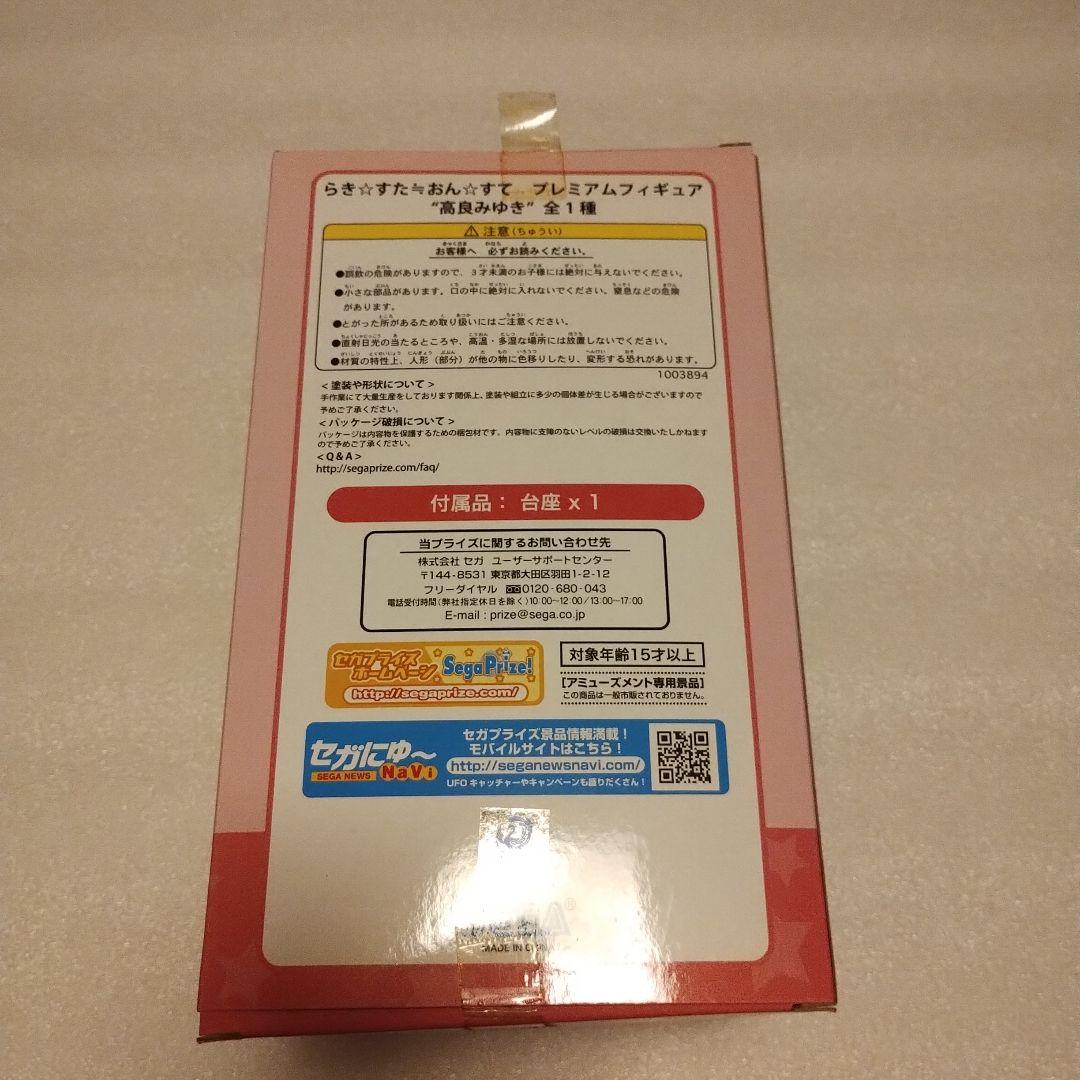 らき☆すた≒おん☆すて プレミアムフィギュア
“高良みゆき” 全1種
⚠ 注意(ちゅうい)
お客様へ 必ずお読みください。
●誤飲の危険がありますので、3才未満のお子様には絶対に与えないでください。
●小さな部品があります。口の中に絶対に入れないでください。窒息などの危険
があります。
●とがった所があるため取り扱いにはご注意ください。
●直射日光の当たるところや、高温・多湿な場所には放置しないでください。
●材質の特性上、人形(部分)が他の物に色移りしたり、変形する恐れがあります。
1003894
<塗装や形状について>
手作業にて大量生産をしております関係上、塗装や組立に多少の個体差が生じる場合がございますので
予めご了承ください。
<パッケージ破損について>
パッケージは内容物を保護するための梱包材です。内容物に支障のないレベルの破損は交換いたしかねます
ので予めご了承ください。
<Q&A>
http://segaprize.com/faq/
付属品: 台座 x 1
当プライズに関するお問い合わせ先
株式会社 セガ ユーザーサポートセンター
〒144-8531 東京都大田区羽田1-2-12
フリーダイヤル 0120-680-043
電話受付時間(弊社指定休日を除く)10:00~12:00/13:00~17:00
E-mail : prize@sega.co.jp
セガプライズ
ホームページ Sega Prize!
http://segaprize.com/
対象年齢15才以上
[アミューズメント専用景品]
この商品は一般市販されておりません。
セガにゅ~
SEGA NEWS NaVi
セガプライズ景品情報満載!
モバイルサイトはこちら!
http://seganewsnavi.com/
UFOキャッチャーやキャンペーンも盛りだくさん!
MADE IN